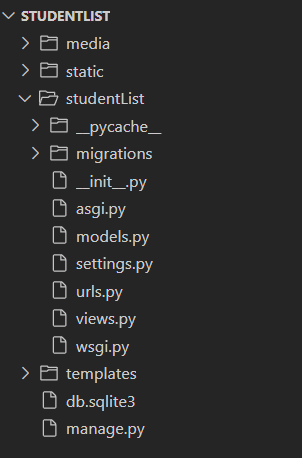 STUDENTLIST
media
static
studentList
__pycache__
migrations
__init__.py
asgi.py
models.py
settings.py
urls.py
views.py
wsgi.py
templates
db.sqlite3
manage.py